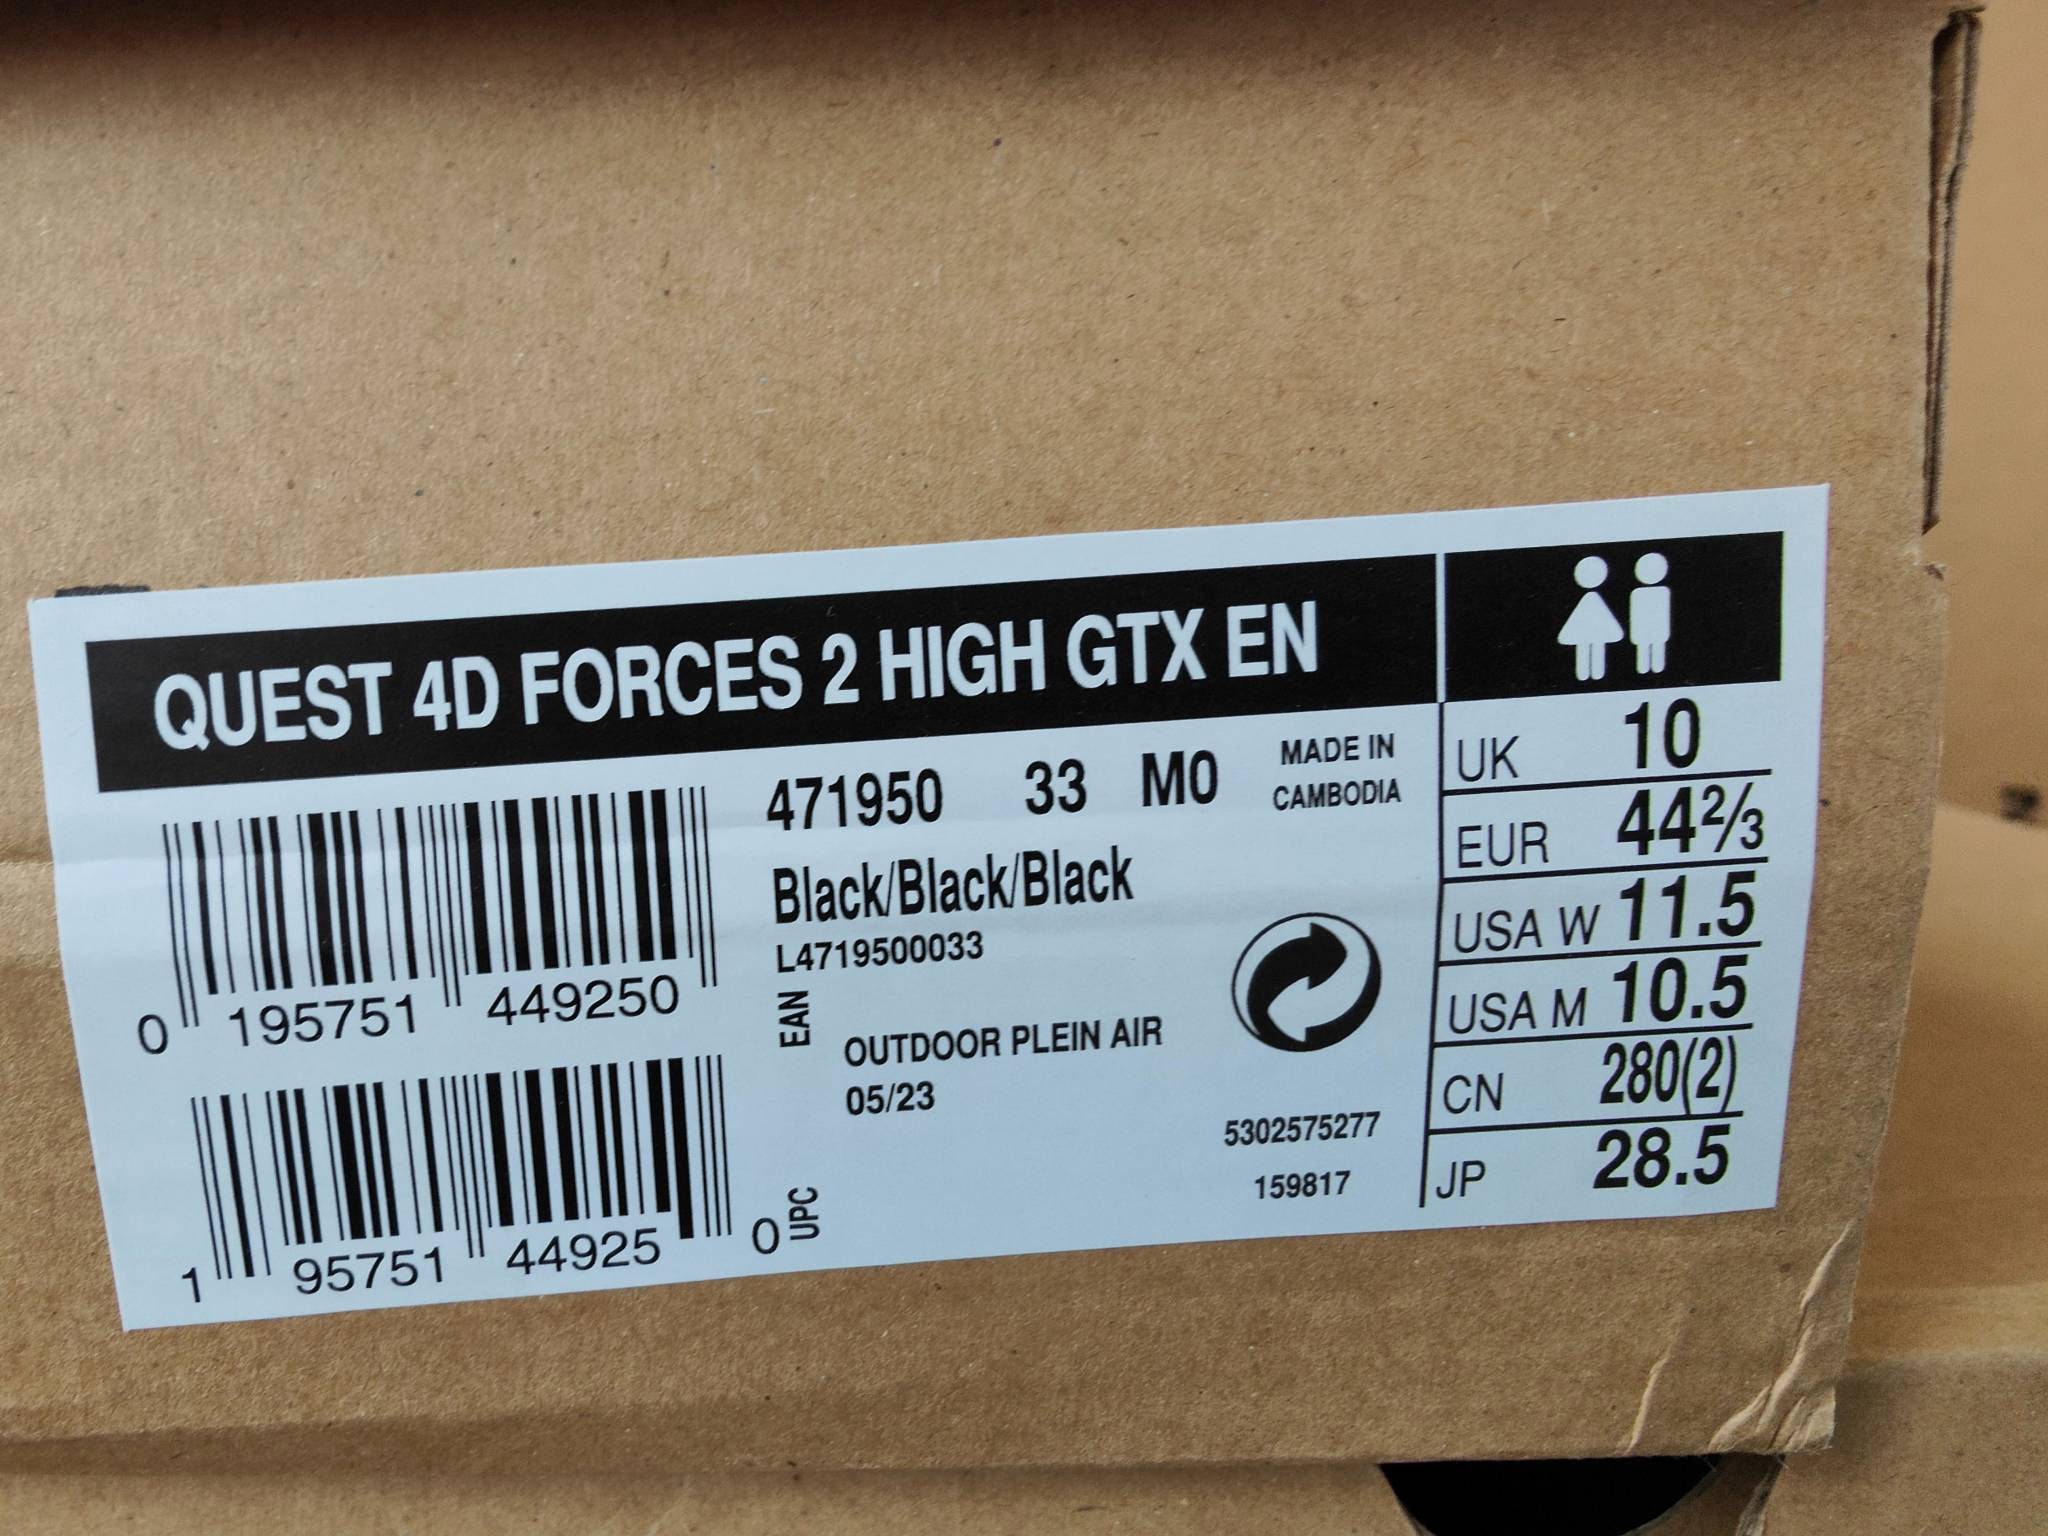 QUEST 4D FORCES 2 HIGH GTX EN
471950 33 M0
MADE IN
CAMBODIA
Black/Black/Black
L4719500033
0 195751 449250
EAN
OUTDOOR PLEIN AIR
05/23
1 95751 44925 0
UPC
5302575277
159817
UK 10
EUR 44⅔
USA W 11.5
USA M 10.5
CN 280(2)
JP 28.5